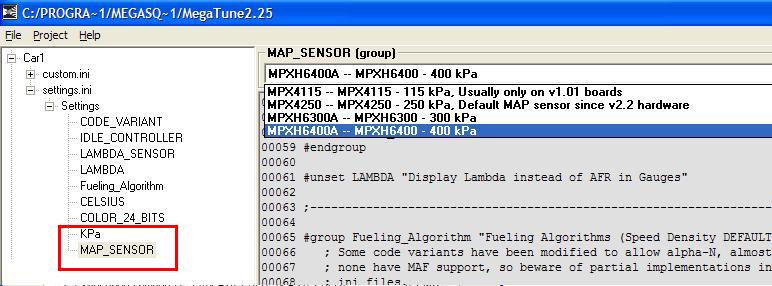 C:/PROGRA~1/MEGASQ~1/MegaTune2.25
File Project Help
Car1
custom.ini
settings.ini
Settings
CODE_VARIANT
IDLE_CONTROLLER
LAMBDA_SENSOR
LAMBDA
Fueling_Algorithm
CELSIUS
COLOR_24_BITS
KPa
MAP_SENSOR
MAP_SENSOR (group)
MPXH6400A -- MPXH6400 - 400 kPa
MPX4115 -- MPX4115 - 115 kPa, Usually only on v1.01 boards
MPX4250 -- MPX4250 - 250 kPa, Default MAP sensor since v2.2 hardware
MPXH6300A -- MPXH6300 - 300 kPa
MPXH6400A -- MPXH6400 - 400 kPa
00059 #endgroup
00060
00061 #unset LAMBDA "Display Lambda instead of AFR in Gauges"
00062
00063 ;--------------------------------------------------
00064
00065 #group Fueling_Algorithm "Fueling Algorithms (Speed Density DEFAULT
00066 ; Some code variants have been modified to allow alpha-N, almost
00067 ; none have MAF support, so beware of partial implementations in
00068 ; ini files.